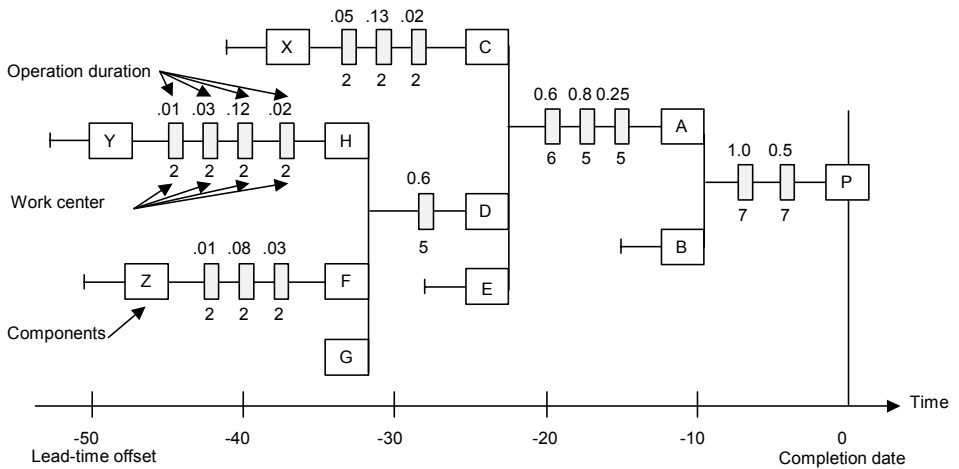 .05 .13 .02
X C
2 2 2
Operation duration
.01 .03 .12 .02
0.6 0.8 0.25
Y H A
1.0 0.5
2 2 2 2
6 5 5
Work center
0.6
P
D
7 7
5
B
.01 .08 .03
Z F E
2 2 2
Components
G
Time
-50 -40 -30 -20 -10 0
Lead-time offset Completion date